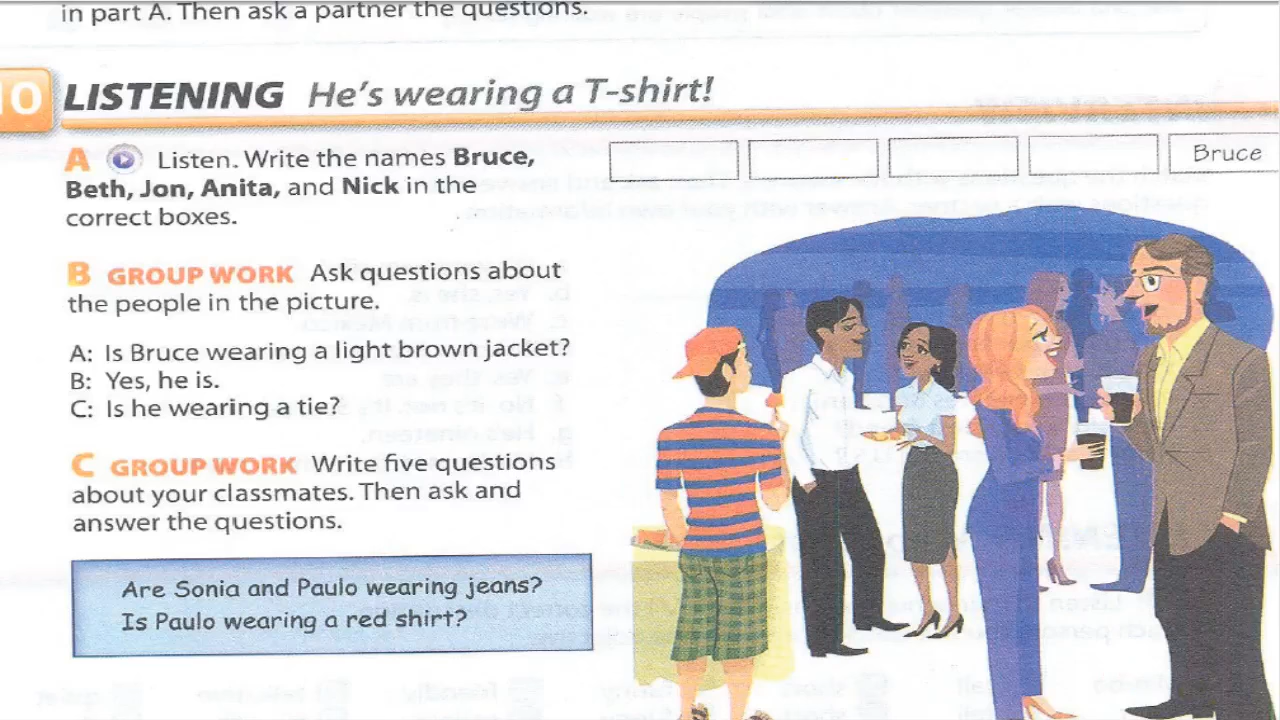 in part A. Then ask a partner the questions.
10 LISTENING He's wearing a T-shirt!
A Listen. Write the names Bruce,
Beth, Jon, Anita, and Nick in the
correct boxes.
Bruce
B GROUP WORK Ask questions about
the people in the picture.
A: Is Bruce wearing a light brown jacket?
B: Yes, he is.
C: Is he wearing a tie?
C GROUP WORK Write five questions
about your classmates. Then ask and
answer the questions.
Are Sonia and Paulo wearing jeans?
Is Paulo wearing a red shirt?